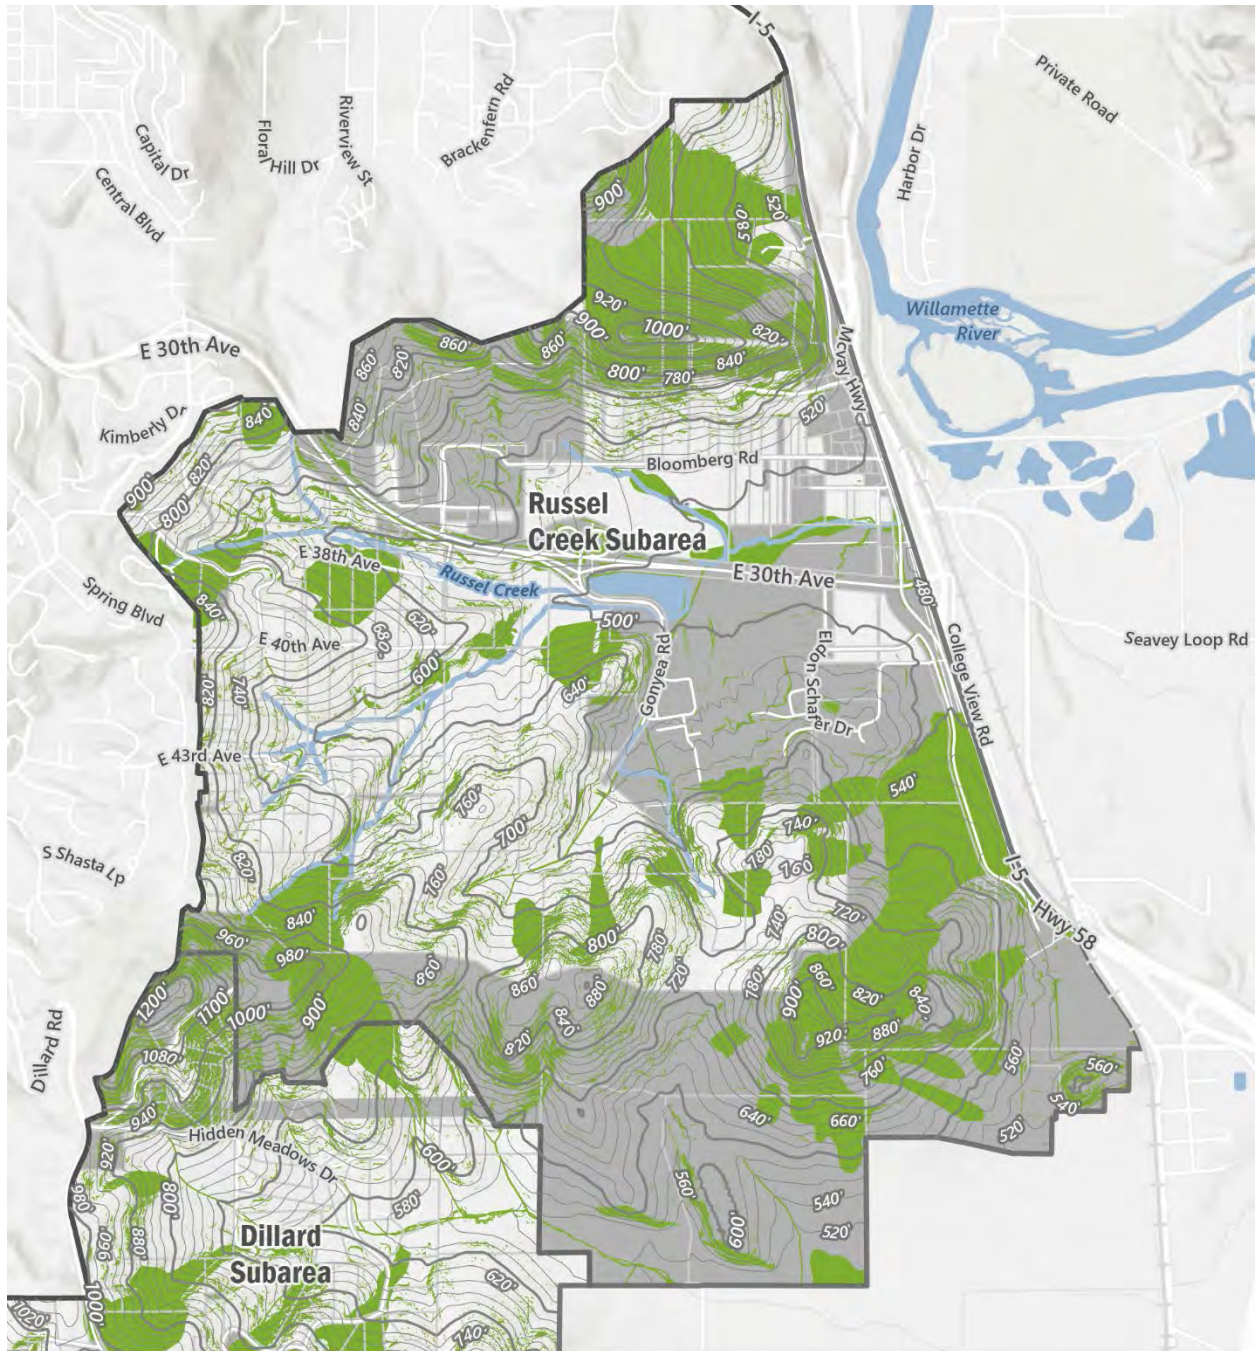 I-5
Private Road
Capital Dr
Floral
Hill Dr
Riverview St
Brackenfern Rd
Harbor Dr
Central Blvd
900'
520'
580'
Willamette
River
920'
900'
1000'
820'
E 30th Ave
860'
820'
860'
860'
840'
800'
780'
Mcvay Hwy
Kimberly Dr
840'
840'
520'
820'
900'
800'
Bloomberg Rd
Russel
Creek Subarea
E 38th Ave
Russel Creek
E 30th Ave
Spring Blvd
840'
480'
500'
620'
680'
E 40th Ave
600'
640'
Gonyea Rd
Eldon Schafer Dr
College View Rd
Seavey Loop Rd
820'
740'
E 43rd Ave
760'
700'
540'
740'
780'
760'
S Shasta Lp
820'
760'
840'
720'
740'
I-5
Hwy 58
960'
980'
800'
780'
800'
860'
860'
880'
720'
780'
900'
860'
820'
840'
1200'
1100'
1000'
900'
840'
820'
920'
880'
760'
Dillard Rd
1080'
560'
560'
540'
940'
640'
660'
520'
Hidden Meadows Dr
920'
600'
560'
980'
800'
580'
540'
600'
520'
960'
880'
Dillard
Subarea
620'
1000'
1020'
740'